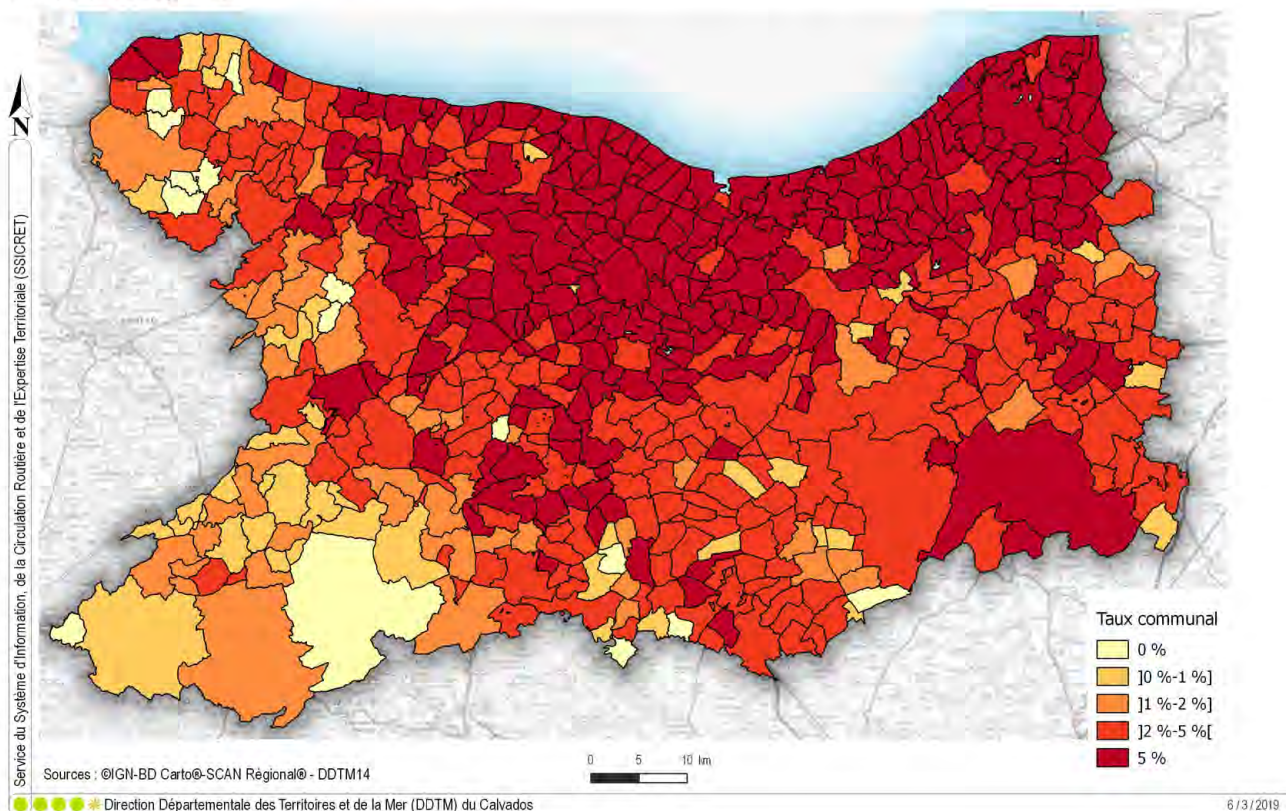 N
Service du Système d'Information, de la Circulation Routière et de l'Expertise Territoriale (SSICRET)
Taux communal
0 %
]0 %-1 %]
]1 %-2 %]
]2 %-5 %[
5 %
0 5 10 km
Sources : ©IGN-BD Carto®-SCAN Régional® - DDTM14
Direction Départementale des Territoires et de la Mer (DDTM) du Calvados
6/3/2019